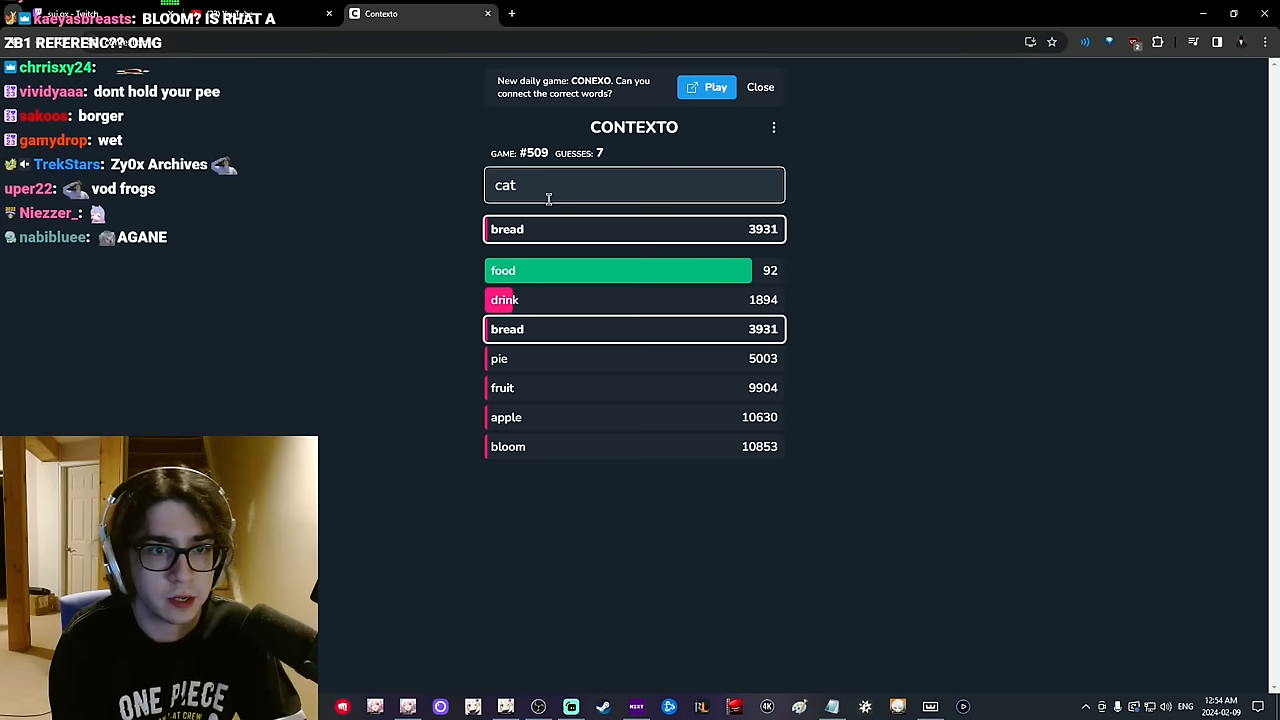 kaeyasbreasts: BLOOM? IS RHAT A
ZB1 REFERENC?? OMG
chrrisxy24:
vividyaaa: dont hold your pee
sakoos: borger
gamydrop: wet
TrekStars: Zy0x Archives
uper22: vod frogs
Niezzer_:
nabibluee: AGANE
Contexto
New daily game: CONEXO. Can you
connect the correct words?
Play
Close
CONTEXTO
GAME: #509 GUESSES: 7
cat
bread 3931
food 92
drink 1894
bread 3931
pie 5003
fruit 9904
apple 10630
bloom 10853
ONE PIECE
CAT CREW
ENG
12:54 AM
2024-02-09